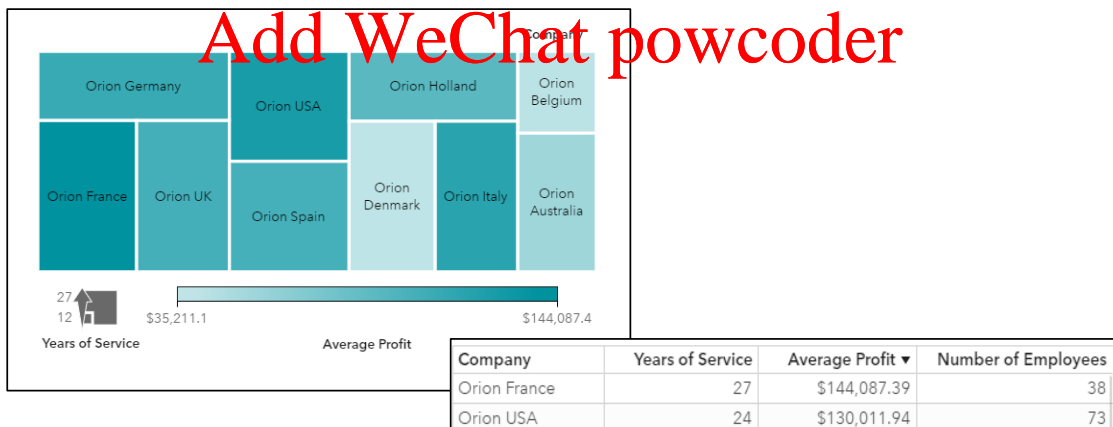 Add WeChat powcoder
Company
Orion Germany
Orion USA
Orion Holland
Orion
Belgium
Orion France
Orion UK
Orion Spain
Orion
Denmark
Orion Italy
Orion
Australia
27
12
$35,211.1
$144,087.4
Years of Service
Average Profit
Company Years of Service Average Profit ▼ Number of Employees
Orion France 27 $144,087.39 38
Orion USA 24 $130,011.94 73